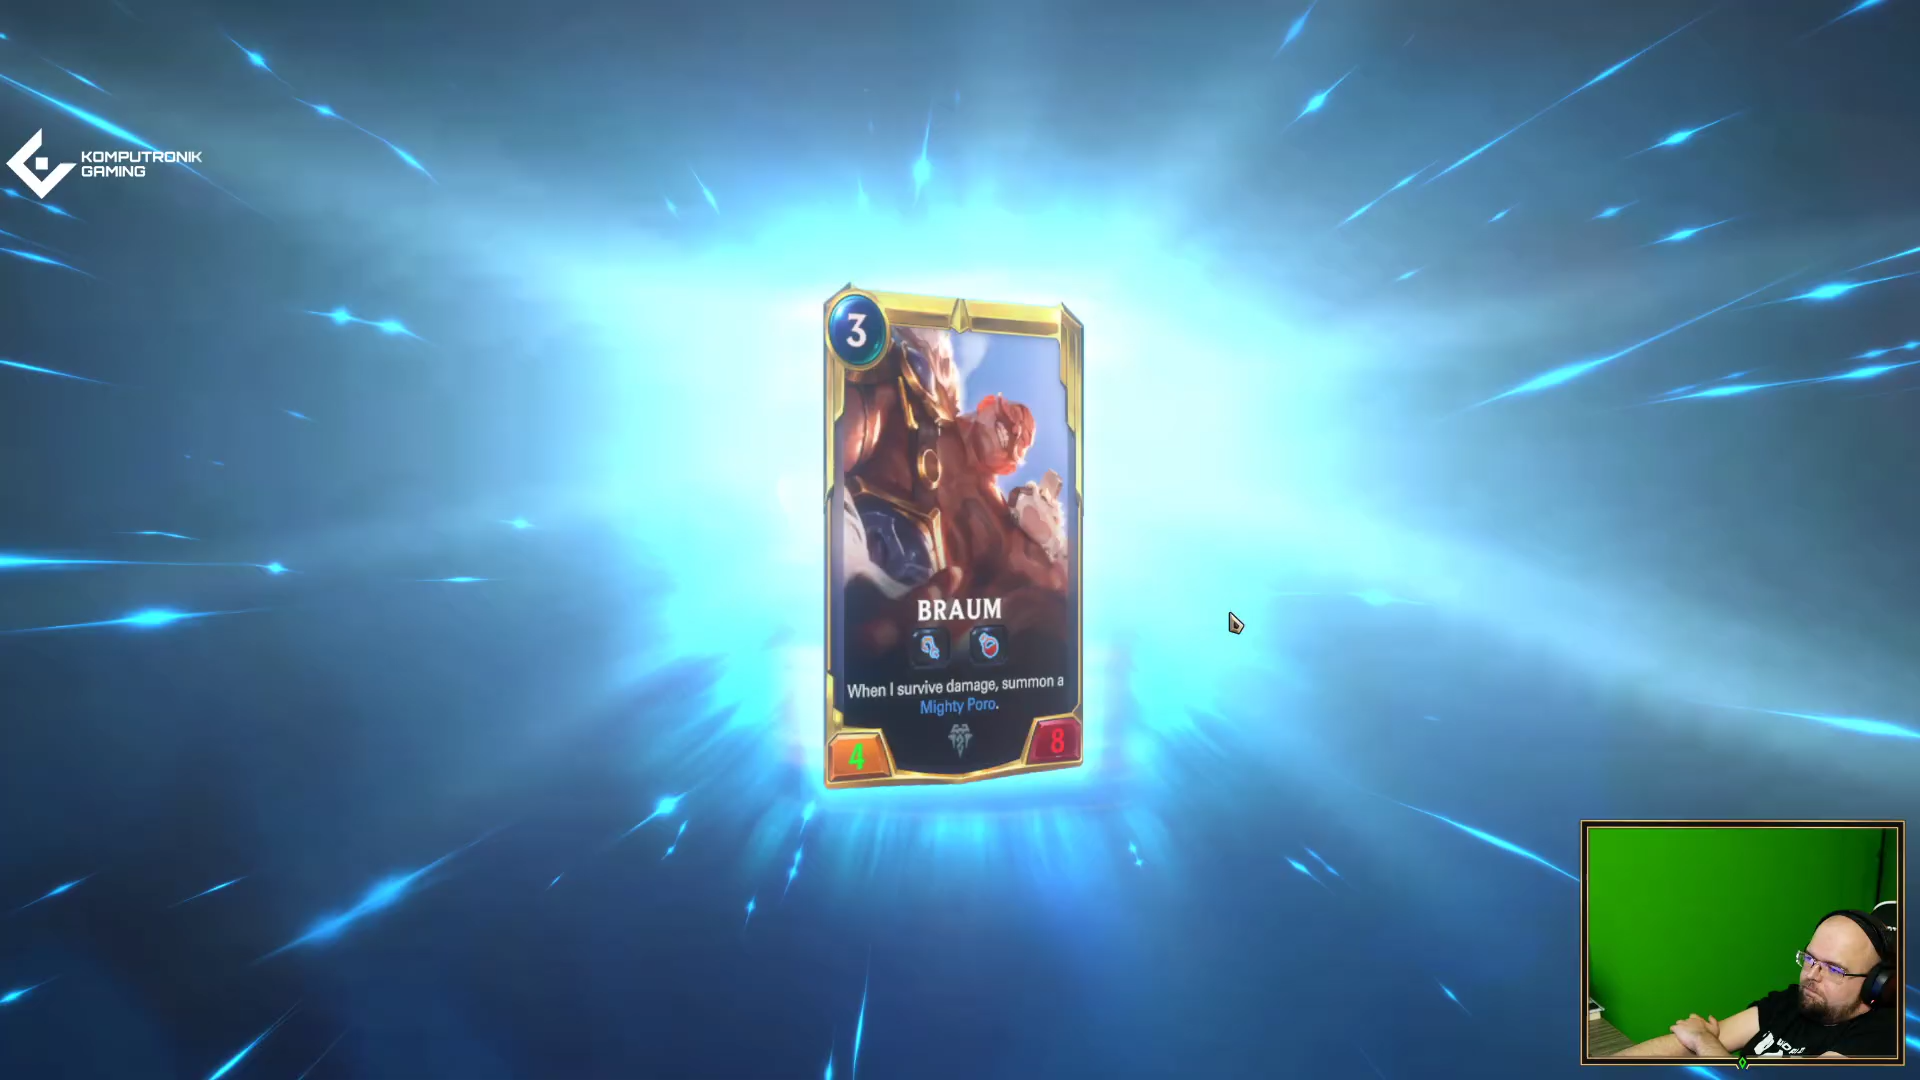 KOMPUTRONIK
GAMING
3
BRAUM
When I survive damage, summon a
Mighty Poro.
4
8